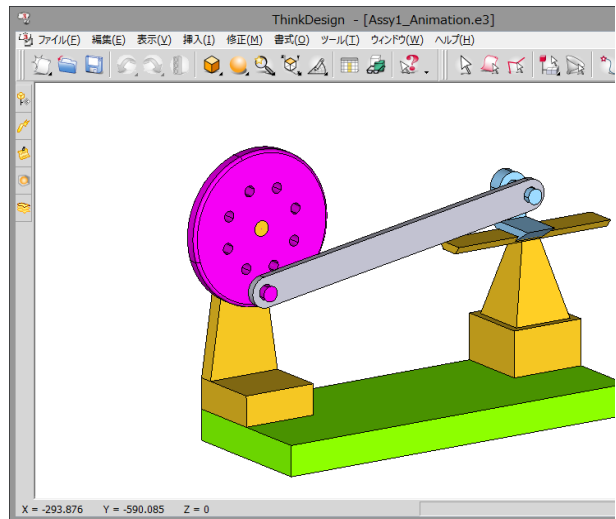 ThinkDesign - [Assy1_Animation.e3]
ファイル(F) 編集(E) 表示(V) 挿入(I) 修正(M) 書式(O) ツール(T) ウィンドウ(W) ヘルプ(H)
X = -293.876 Y = -590.085 Z = 0